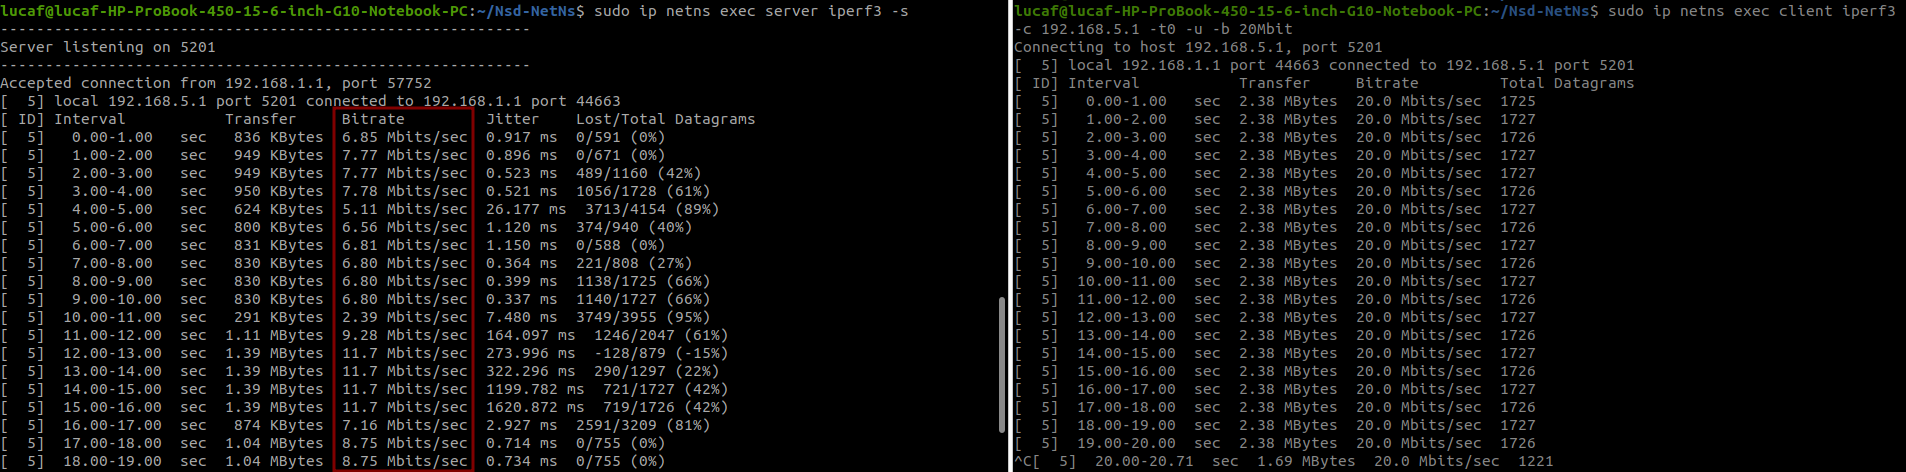 lucaf@lucaf-HP-ProBook-450-15-6-inch-G10-Notebook-PC:~/Nsd-NetNs$ sudo ip netns exec server iperf3 -s
-----------------------------------------------------------
Server listening on 5201
-----------------------------------------------------------
Accepted connection from 192.168.1.1, port 57752
[  5] local 192.168.5.1 port 5201 connected to 192.168.1.1 port 44663
[ ID] Interval           Transfer     Bitrate         Jitter    Lost/Total Datagrams
[  5]   0.00-1.00   sec   836 KBytes  6.85 Mbits/sec  0.917 ms  0/591 (0%)
[  5]   1.00-2.00   sec   949 KBytes  7.77 Mbits/sec  0.896 ms  0/671 (0%)
[  5]   2.00-3.00   sec   949 KBytes  7.77 Mbits/sec  0.523 ms  489/1160 (42%)
[  5]   3.00-4.00   sec   950 KBytes  7.78 Mbits/sec  0.521 ms  1056/1728 (61%)
[  5]   4.00-5.00   sec   624 KBytes  5.11 Mbits/sec  26.177 ms  3713/4154 (89%)
[  5]   5.00-6.00   sec   800 KBytes  6.56 Mbits/sec  1.120 ms  374/940 (40%)
[  5]   6.00-7.00   sec   831 KBytes  6.81 Mbits/sec  1.150 ms  0/588 (0%)
[  5]   7.00-8.00   sec   830 KBytes  6.80 Mbits/sec  0.364 ms  221/808 (27%)
[  5]   8.00-9.00   sec   830 KBytes  6.80 Mbits/sec  0.399 ms  1138/1725 (66%)
[  5]   9.00-10.00  sec   830 KBytes  6.80 Mbits/sec  0.337 ms  1140/1727 (66%)
[  5]  10.00-11.00  sec   291 KBytes  2.39 Mbits/sec  7.480 ms  3749/3955 (95%)
[  5]  11.00-12.00  sec  1.11 MBytes  9.28 Mbits/sec  164.097 ms  1246/2047 (61%)
[  5]  12.00-13.00  sec  1.39 MBytes  11.7 Mbits/sec  273.996 ms  -128/879 (-15%)
[  5]  13.00-14.00  sec  1.39 MBytes  11.7 Mbits/sec  322.296 ms  290/1297 (22%)
[  5]  14.00-15.00  sec  1.39 MBytes  11.7 Mbits/sec  1199.782 ms  721/1727 (42%)
[  5]  15.00-16.00  sec  1.39 MBytes  11.7 Mbits/sec  1620.872 ms  719/1726 (42%)
[  5]  16.00-17.00  sec   874 KBytes  7.16 Mbits/sec  2.927 ms  2591/3209 (81%)
[  5]  17.00-18.00  sec  1.04 MBytes  8.75 Mbits/sec  0.714 ms  0/755 (0%)
[  5]  18.00-19.00  sec  1.04 MBytes  8.75 Mbits/sec  0.734 ms  0/755 (0%)
lucaf@lucaf-HP-ProBook-450-15-6-inch-G10-Notebook-PC:~/Nsd-NetNs$ sudo ip netns exec client iperf3
-c 192.168.5.1 -t0 -u -b 20Mbit
Connecting to host 192.168.5.1, port 5201
[  5] local 192.168.1.1 port 44663 connected to 192.168.5.1 port 5201
[ ID] Interval           Transfer     Bitrate         Total Datagrams
[  5]   0.00-1.00   sec  2.38 MBytes  20.0 Mbits/sec  1725
[  5]   1.00-2.00   sec  2.38 MBytes  20.0 Mbits/sec  1727
[  5]   2.00-3.00   sec  2.38 MBytes  20.0 Mbits/sec  1726
[  5]   3.00-4.00   sec  2.38 MBytes  20.0 Mbits/sec  1727
[  5]   4.00-5.00   sec  2.38 MBytes  20.0 Mbits/sec  1727
[  5]   5.00-6.00   sec  2.38 MBytes  20.0 Mbits/sec  1726
[  5]   6.00-7.00   sec  2.38 MBytes  20.0 Mbits/sec  1727
[  5]   7.00-8.00   sec  2.38 MBytes  20.0 Mbits/sec  1726
[  5]   8.00-9.00   sec  2.38 MBytes  20.0 Mbits/sec  1727
[  5]   9.00-10.00  sec  2.38 MBytes  20.0 Mbits/sec  1726
[  5]  10.00-11.00  sec  2.38 MBytes  20.0 Mbits/sec  1727
[  5]  11.00-12.00  sec  2.38 MBytes  20.0 Mbits/sec  1726
[  5]  12.00-13.00  sec  2.38 MBytes  20.0 Mbits/sec  1727
[  5]  13.00-14.00  sec  2.38 MBytes  20.0 Mbits/sec  1726
[  5]  14.00-15.00  sec  2.38 MBytes  20.0 Mbits/sec  1727
[  5]  15.00-16.00  sec  2.38 MBytes  20.0 Mbits/sec  1726
[  5]  16.00-17.00  sec  2.38 MBytes  20.0 Mbits/sec  1727
[  5]  17.00-18.00  sec  2.38 MBytes  20.0 Mbits/sec  1726
[  5]  18.00-19.00  sec  2.38 MBytes  20.0 Mbits/sec  1727
[  5]  19.00-20.00  sec  2.38 MBytes  20.0 Mbits/sec  1726
^C[  5]  20.00-20.71  sec  1.69 MBytes  20.0 Mbits/sec  1221